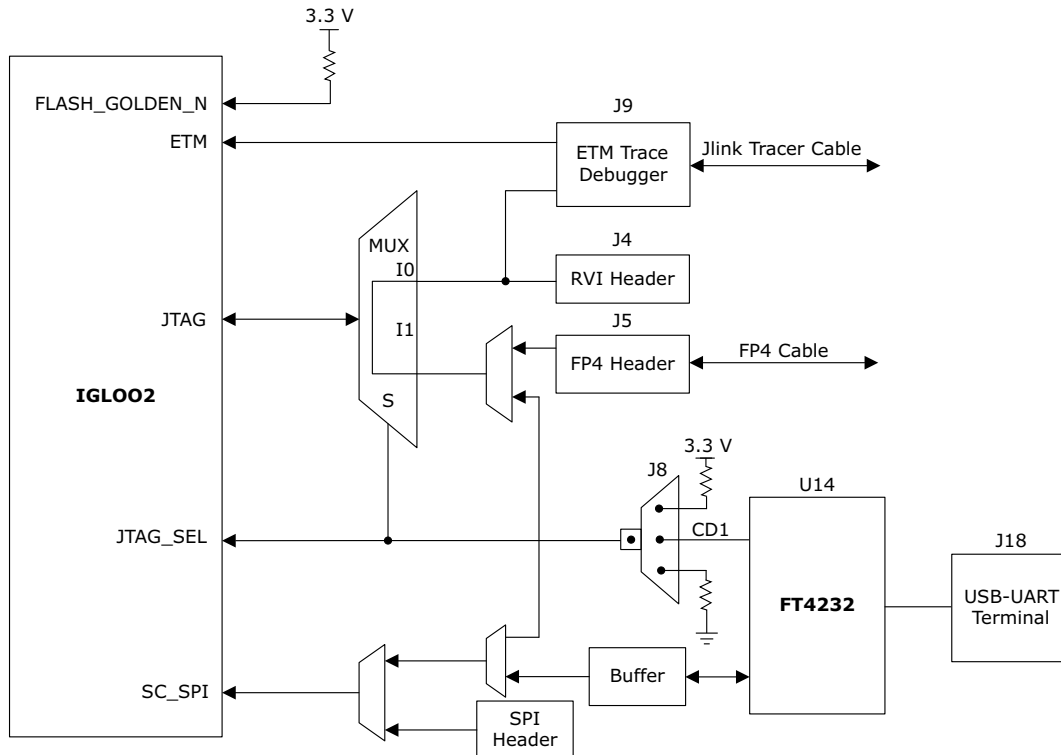 3.3 V
FLASH_GOLDEN_N
J9
ETM
ETM Trace
Debugger
Jlink Tracer Cable
MUX
J4
I0
RVI Header
JTAG
I1
J5
FP4 Header
FP4 Cable
IGLOO2
S
3.3 V
J8
U14
JTAG_SEL
CD1
J18
FT4232
USB-UART
Terminal
SC_SPI
Buffer
SPI
Header